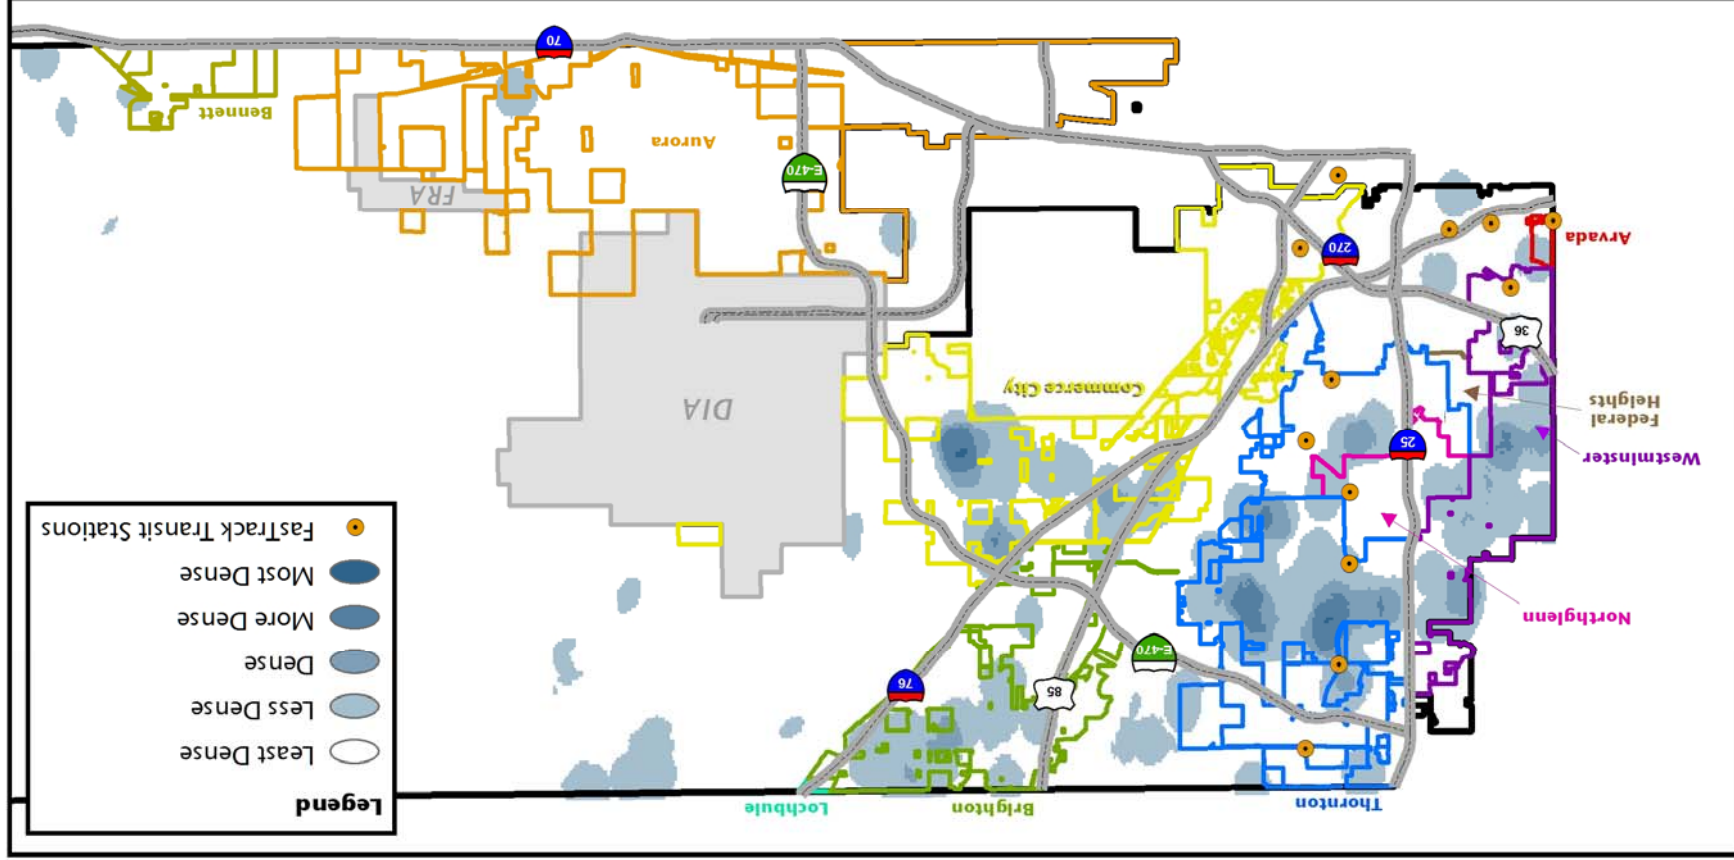 Thornton
Brighton
Lochbuie
Legend
Least Dense
Less Dense
Dense
More Dense
Most Dense
FasTrack Transit Stations
85
76
E-470
Northglenn
Westminster
25
Federal
Heights
DIA
Commerce City
36
270
Arvada
FRA
E-470
Aurora
Bennett
70